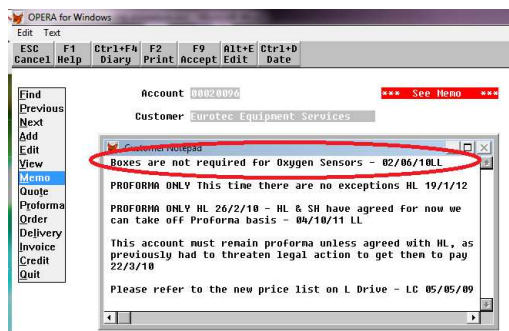 OPERA for Windows
Edit Text
ESC F1 Ctrl+F4 F2 F9 Alt+E Ctrl+D
Cancel Help Diary Print Accept Edit Date
Find
Previous
Next
Add
Edit
View
Memo
Quote
Proforma
Order
Delivery
Invoice
Credit
Quit
Account 00020096
*** See Memo ***
Customer Eurotec Equipment Services
Customer Notepad
Boxes are not required for Oxygen Sensors - 02/06/10LL
PROFORMA ONLY This time there are no exceptions HL 19/1/12
PROFORMA ONLY HL 26/2/10 - HL & SH have agreed for now we
can take off Proforma basis - 04/10/11 LL
This account must remain proforma unless agreed with HL, as
previously had to threaten legal action to get them to pay
22/3/10
Please refer to the new price list on L Drive - LC 05/05/09